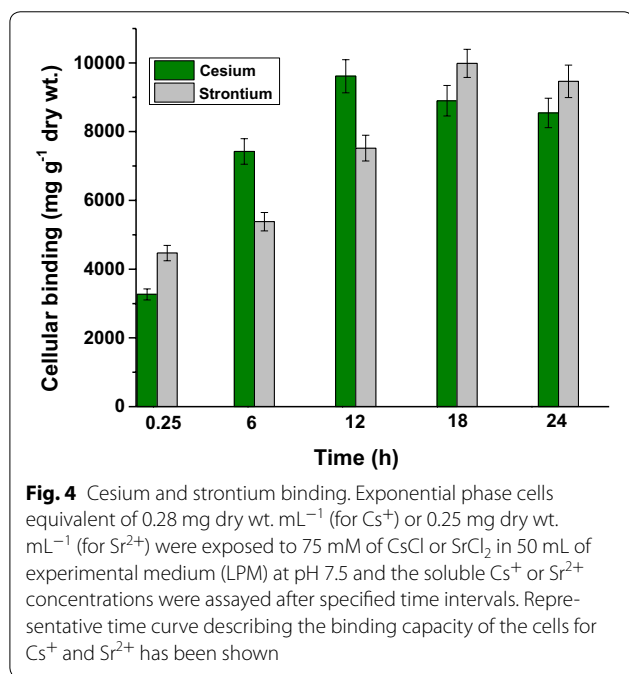 10000
8000
6000
4000
2000
0
Cellular binding (mg g⁻¹ dry wt.)
Cesium
Strontium
0.25 6 12 18 24
Time (h)
Fig. 4 Cesium and strontium binding. Exponential phase cells
equivalent of 0.28 mg dry wt. mL⁻¹ (for Cs⁺) or 0.25 mg dry wt.
mL⁻¹ (for Sr²⁺) were exposed to 75 mM of CsCl or SrCl₂ in 50 mL of
experimental medium (LPM) at pH 7.5 and the soluble Cs⁺ or Sr²⁺
concentrations were assayed after specified time intervals. Repre-
sentative time curve describing the binding capacity of the cells for
Cs⁺ and Sr²⁺ has been shown